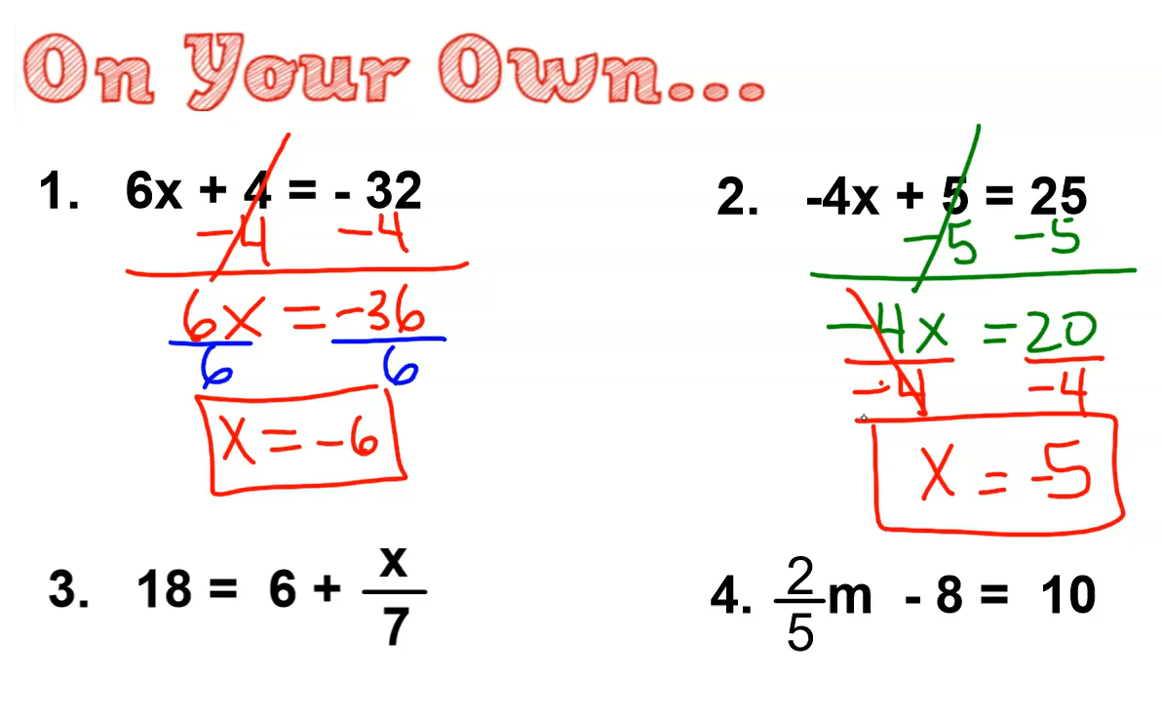 On Your Own...
1. 6x + 4 = - 32
-4 -4
6x = -36
6 6
x = -6
2. -4x + 5 = 25
-5 -5
-4x = 20
-4 -4
x = -5
3. 18 = 6 + x/7
4. 2/5 m - 8 = 10